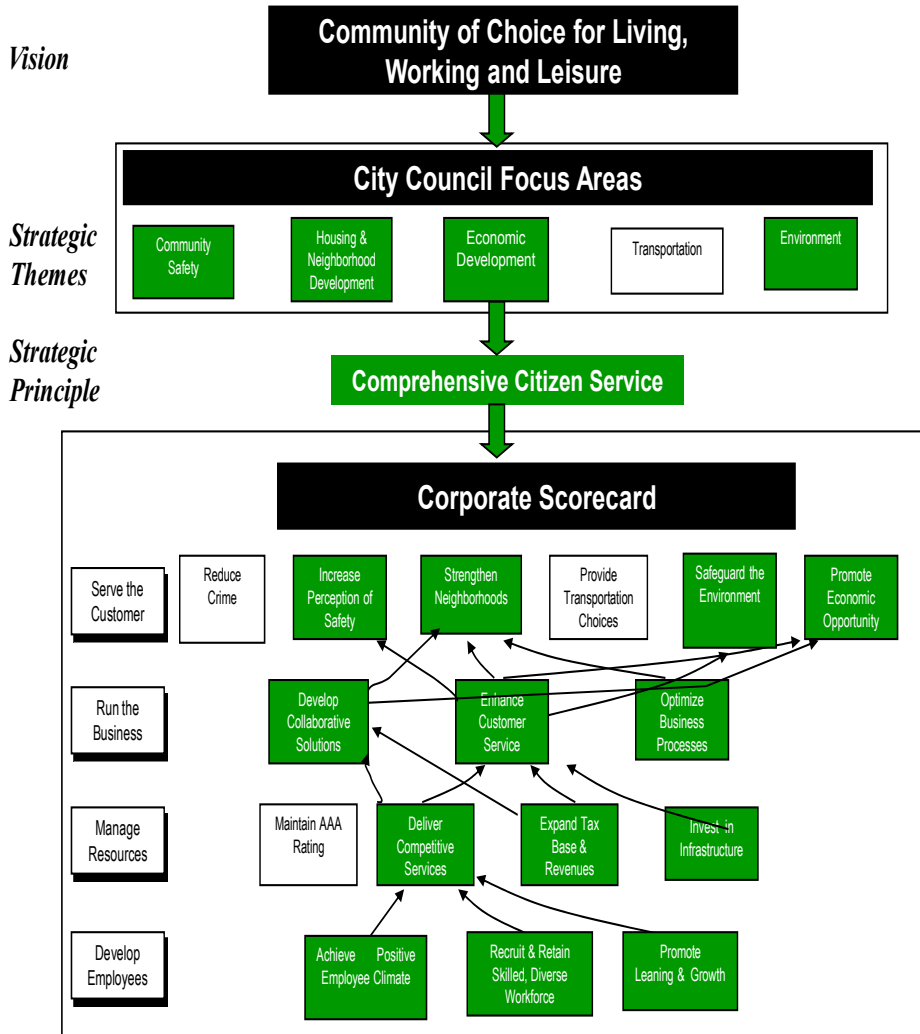 Vision
Community of Choice for Living,
Working and Leisure
City Council Focus Areas
Strategic
Themes
Community
Safety
Housing &
Neighborhood
Development
Economic
Development
Transportation
Environment
Strategic
Principle
Comprehensive Citizen Service
Corporate Scorecard
Serve the
Customer
Reduce
Crime
Increase
Perception of
Safety
Strengthen
Neighborhoods
Provide
Transportation
Choices
Safeguard the
Environment
Promote
Economic
Opportunity
Run the
Business
Develop
Collaborative
Solutions
Enhance
Customer
Service
Optimize
Business
Processes
Manage
Resources
Maintain AAA
Rating
Deliver
Competitive
Services
Expand Tax
Base &
Revenues
Invest in
Infrastructure
Develop
Employees
Achieve Positive
Employee Climate
Recruit & Retain
Skilled, Diverse
Workforce
Promote
Leaning & Growth